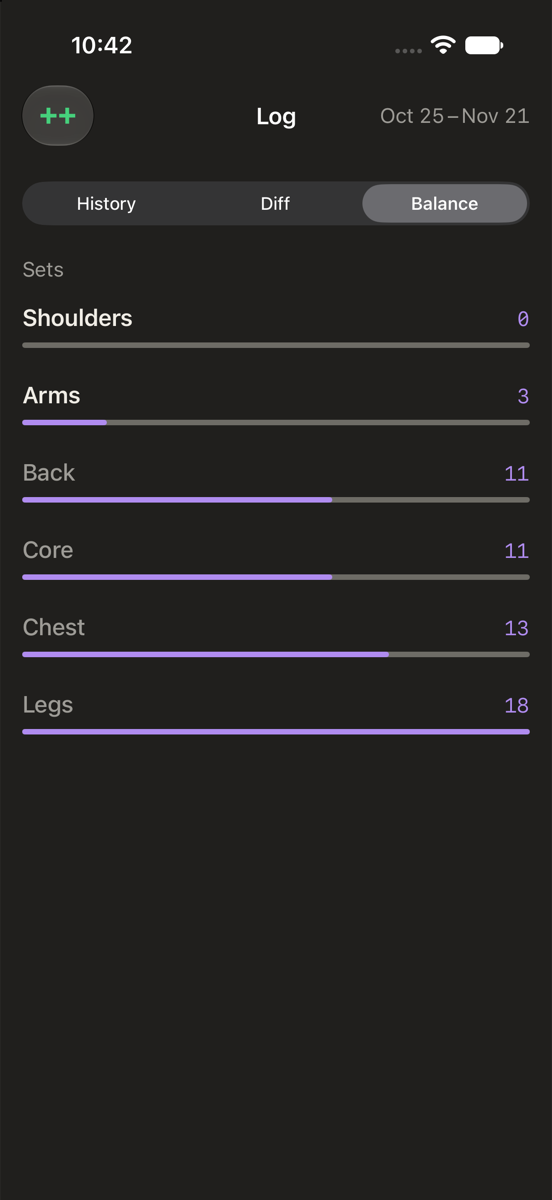 10:42
++
Log
Oct 25–Nov 21
History
Diff
Balance
Sets
Shoulders 0
Arms 3
Back 11
Core 11
Chest 13
Legs 18